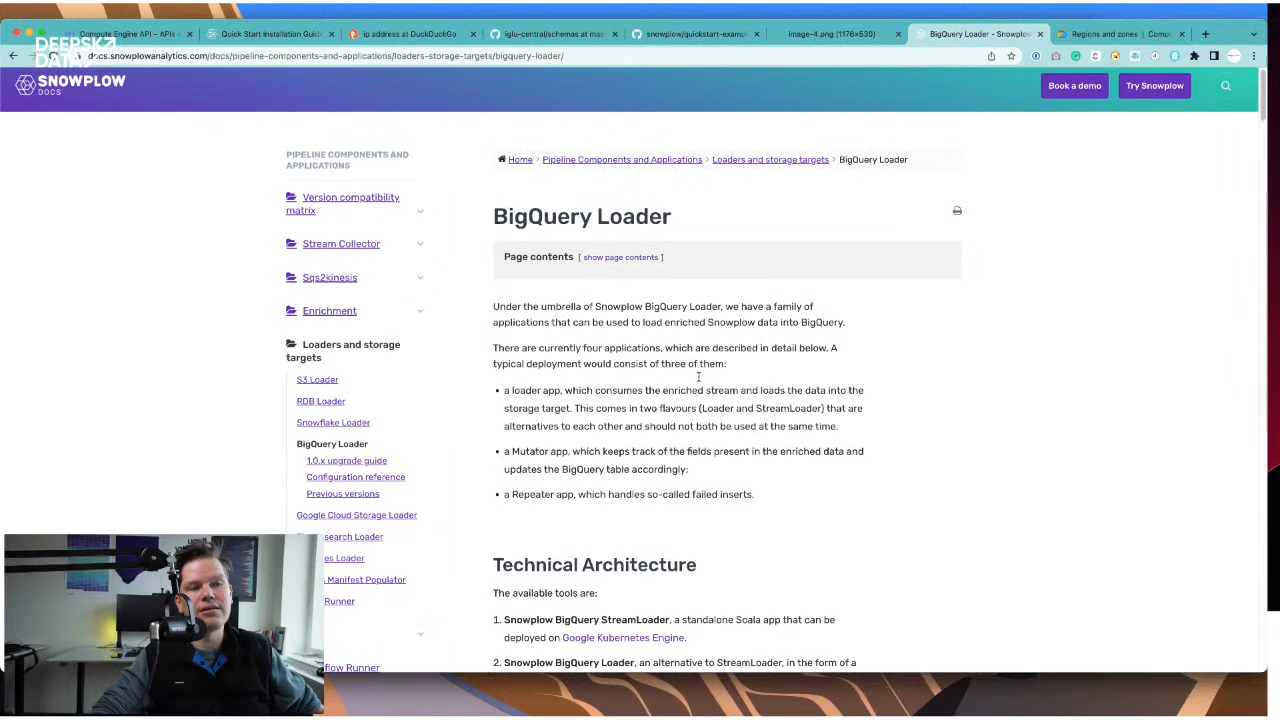 Compute Engine API – APIs
Quick Start Installation Guide
ip address at DuckDuckGo
iglu-central/schemas at mas
snowplow/quickstart-examp
image-4.png (1176×530)
BigQuery Loader - Snowplow
Regions and zones | Comp
DEEPSKY
DATA
docs.snowplowanalytics.com/docs/pipeline-components-and-applications/loaders-storage-targets/bigquery-loader/
SNOWPLOW
DOCS
Book a demo
Try Snowplow
PIPELINE COMPONENTS AND
APPLICATIONS
Version compatibility
matrix
Stream Collector
Sqs2kinesis
Enrichment
Loaders and storage
targets
S3 Loader
RDB Loader
Snowflake Loader
BigQuery Loader
1.0.x upgrade guide
Configuration reference
Previous versions
Google Cloud Storage Loader
search Loader
es Loader
Manifest Populator
Runner
flow Runner
Home › Pipeline Components and Applications › Loaders and storage targets › BigQuery Loader
BigQuery Loader
Page contents [ show page contents ]
Under the umbrella of Snowplow BigQuery Loader, we have a family of
applications that can be used to load enriched Snowplow data into BigQuery.
There are currently four applications, which are described in detail below. A
typical deployment would consist of three of them:
▪ a loader app, which consumes the enriched stream and loads the data into the
storage target. This comes in two flavours (Loader and StreamLoader) that are
alternatives to each other and should not both be used at the same time.
▪ a Mutator app, which keeps track of the fields present in the enriched data and
updates the BigQuery table accordingly;
▪ a Repeater app, which handles so-called failed inserts.
Technical Architecture
The available tools are:
1. Snowplow BigQuery StreamLoader, a standalone Scala app that can be
deployed on Google Kubernetes Engine.
2. Snowplow BigQuery Loader, an alternative to StreamLoader, in the form of a